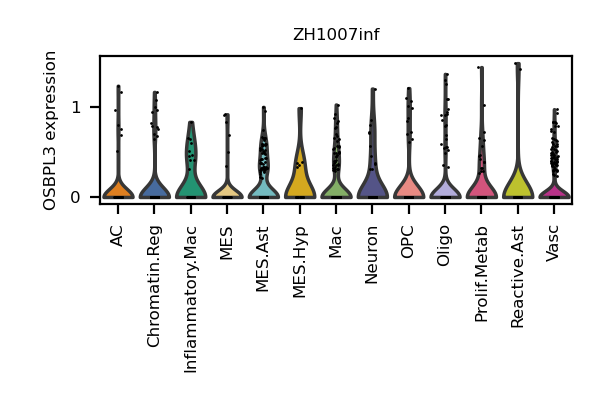 ZH1007inf
OSBPL3 expression
1
0
AC
Chromatin.Reg
Inflammatory.Mac
MES
MES.Ast
MES.Hyp
Mac
Neuron
OPC
Oligo
Prolif.Metab
Reactive.Ast
Vasc